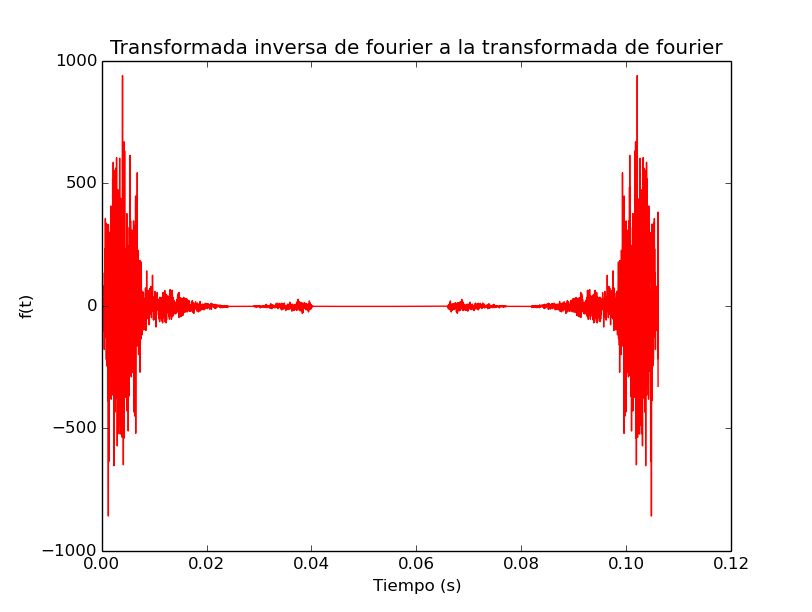 Transformada inversa de fourier a la transformada de fourier
1000
500
0
−500
−1000
f(t)
0.00 0.02 0.04 0.06 0.08 0.10 0.12
Tiempo (s)